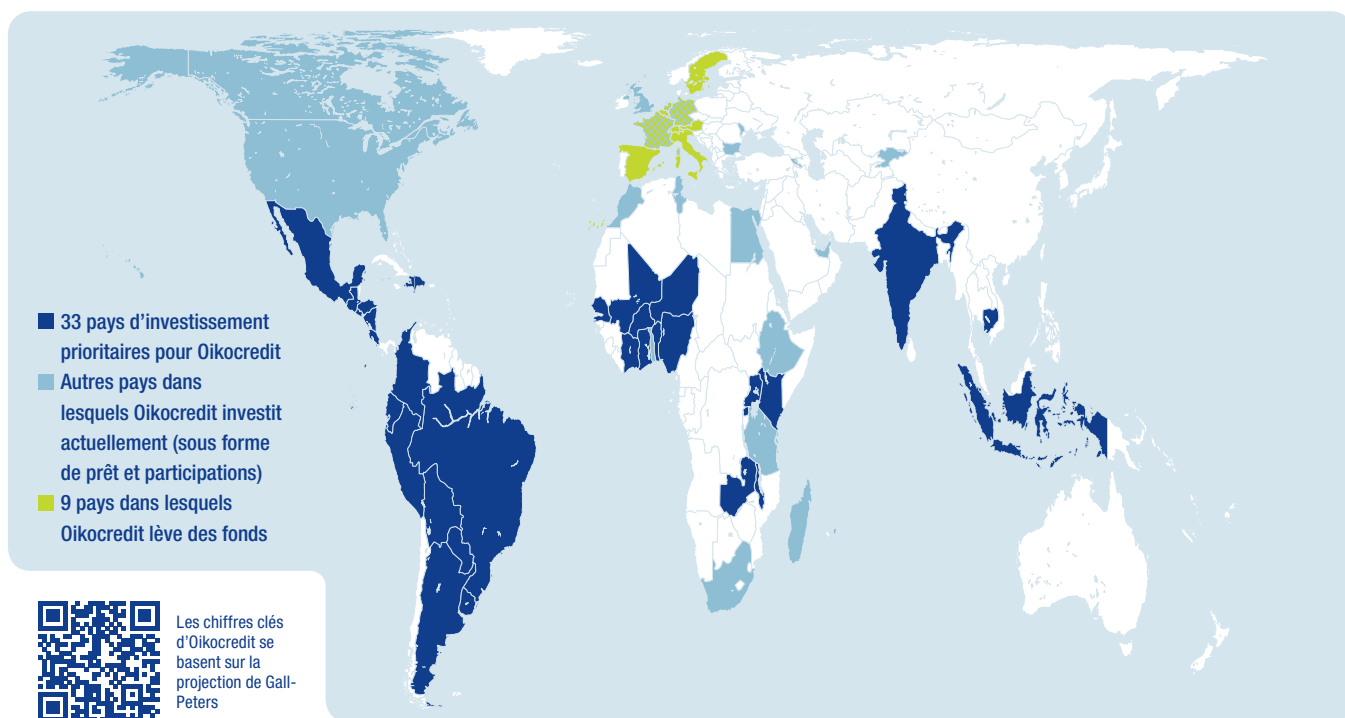 33 pays d'investissement
prioritaires pour Oikocredit
Autres pays dans
lesquels Oikocredit investit
actuellement (sous forme
de prêt et participations)
9 pays dans lesquels
Oikocredit lève des fonds
Les chiffres clés
d'Oikocredit se
basent sur la
projection de Gall-
Peters